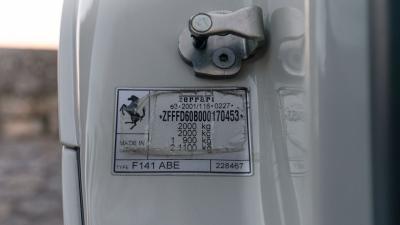 Ferrari
e3*2001/116*0227*
*ZFFFD60B000170453*
2000 kg
2000 kg
1 900 kg
2 1100 kg
MADE IN
TYPE F141 ABE 228467